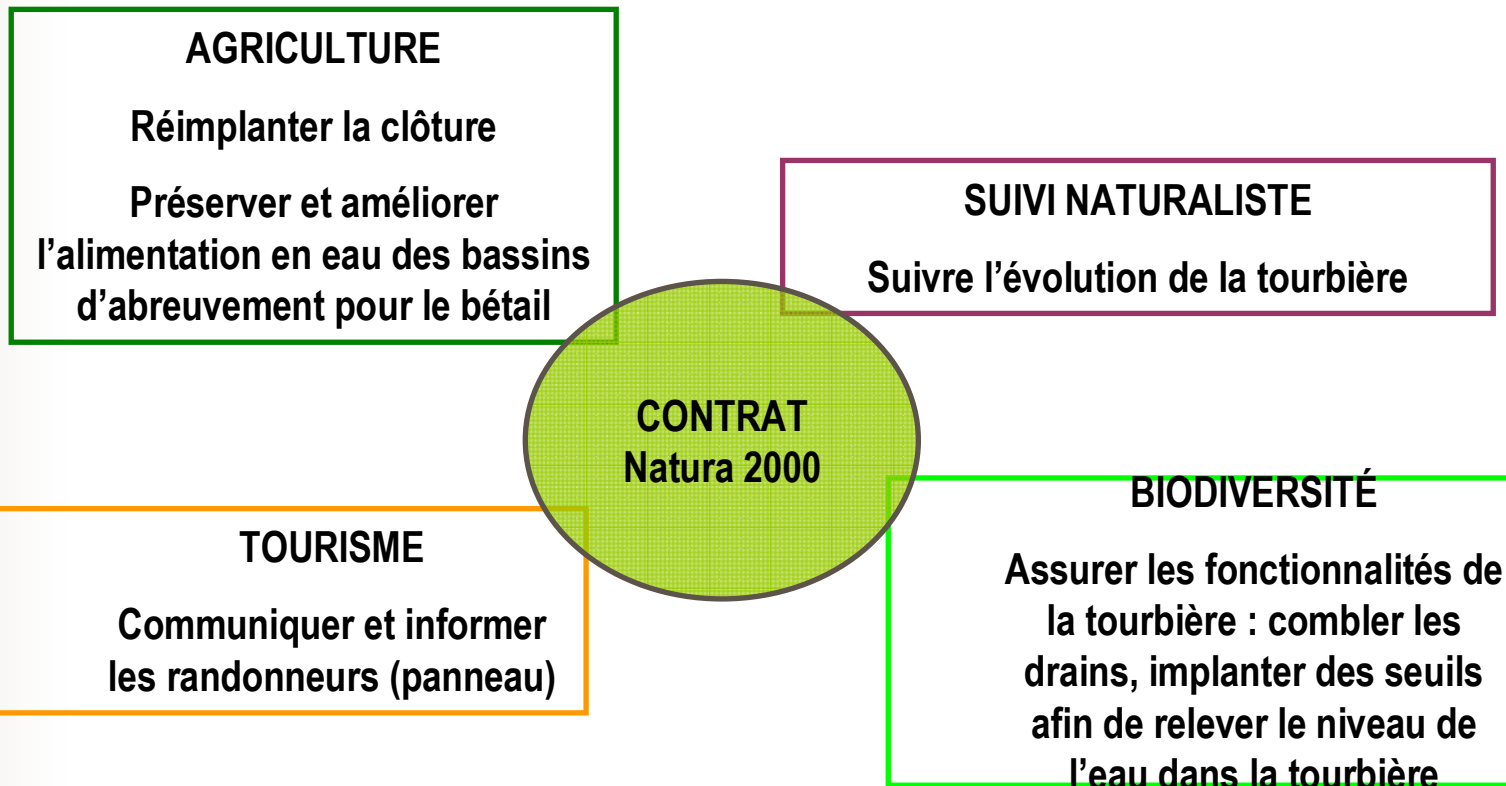 AGRICULTURE
Réimplanter la clôture
Préserver et améliorer
l’alimentation en eau des bassins
d’abreuvement pour le bétail
SUIVI NATURALISTE
Suivre l’évolution de la tourbière
CONTRAT
Natura 2000
TOURISME
Communiquer et informer
les randonneurs (panneau)
BIODIVERSITÉ
Assurer les fonctionnalités de
la tourbière : combler les
drains, implanter des seuils
afin de relever le niveau de
l’eau dans la tourbière